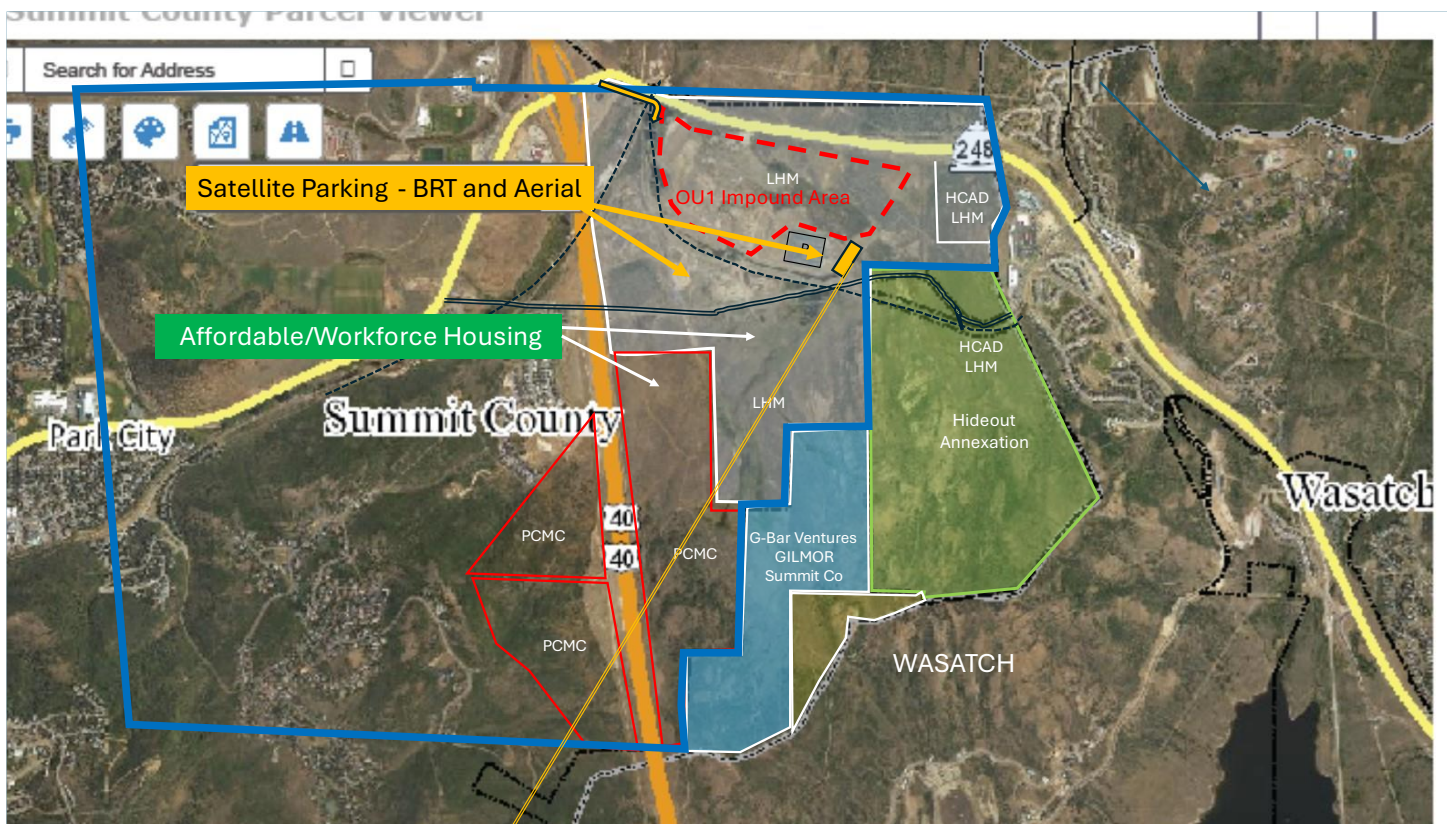 Summit County Parcel Viewer
Search for Address
248
Satellite Parking - BRT and Aerial
LHM
OU1 Impound Area
HCAD
LHM
P
Affordable/Workforce Housing
HCAD
LHM
LHM
Hideout
Annexation
Summit County
Park City
Wasatch
40
40
PCMC
PCMC
G-Bar Ventures
GILMOR
Summit Co
PCMC
WASATCH